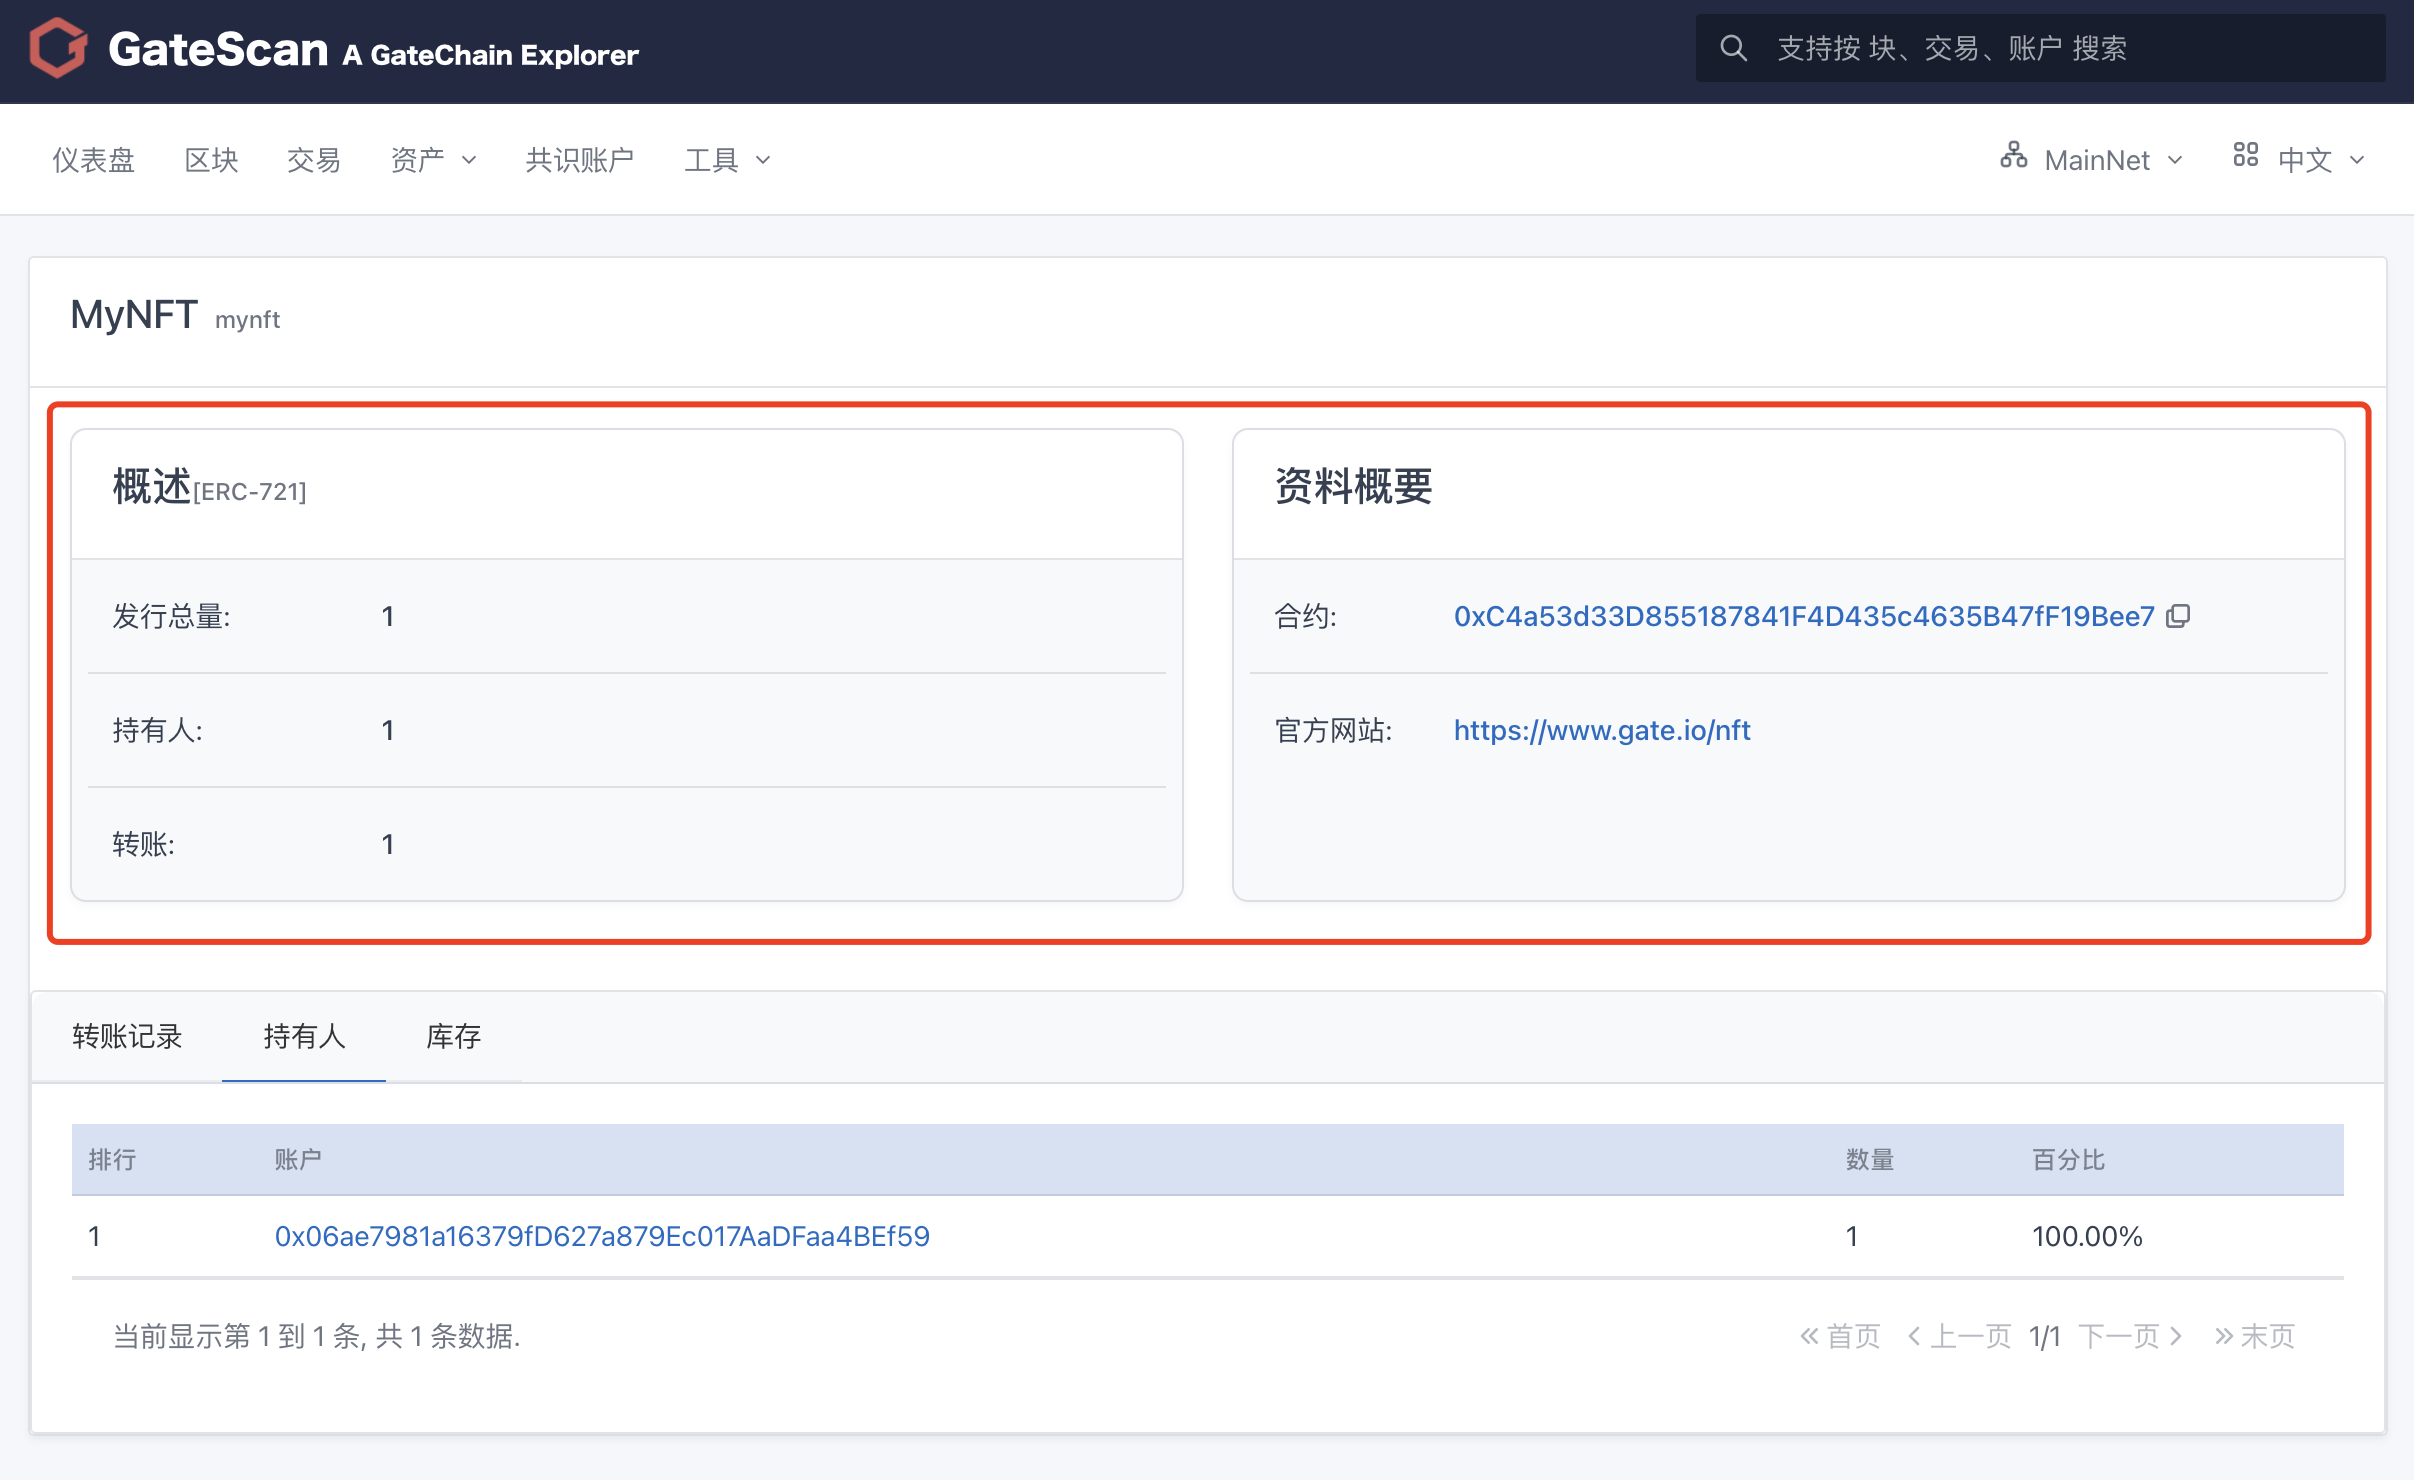 GateScan A GateChain Explorer
支持按 块、交易、账户 搜索
仪表盘 区块 交易 资产 共识账户 工具 MainNet 中文
MyNFT mynft
概述[ERC-721]
发行总量: 1
持有人: 1
转账: 1
资料概要
合约: 0xC4a53d33D855187841F4D435c4635B47fF19Bee7
官方网站: https://www.gate.io/nft
转账记录 持有人 库存
排行 账户 数量 百分比
1 0x06ae7981a16379fD627a879Ec017AaDFaa4BEf59 1 100.00%
当前显示第 1 到 1 条, 共 1 条数据.
« 首页 < 上一页 1/1 下一页 > » 末页